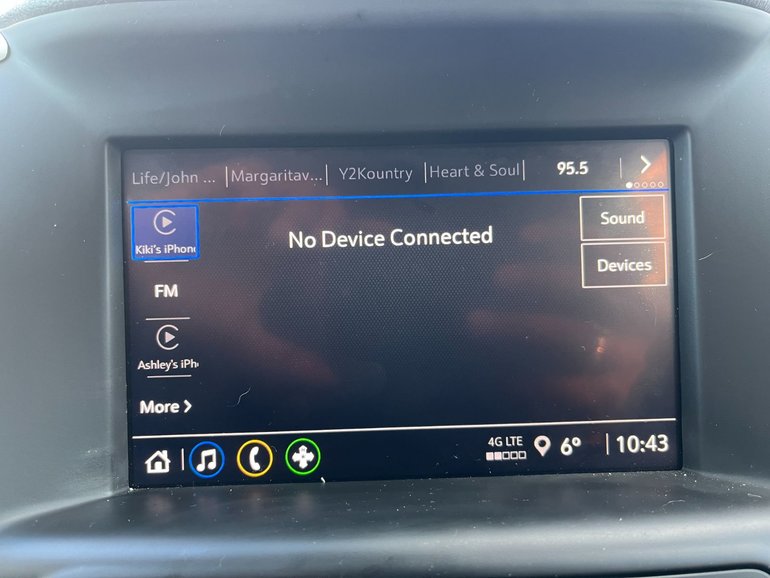 Life/John ... | Margaritav... | Y2Kountry | Heart & Soul | 95.5 >
Kiki's iPhon
No Device Connected
Sound
FM
Devices
Ashley's iPh
More >
4G LTE 6° 10:43